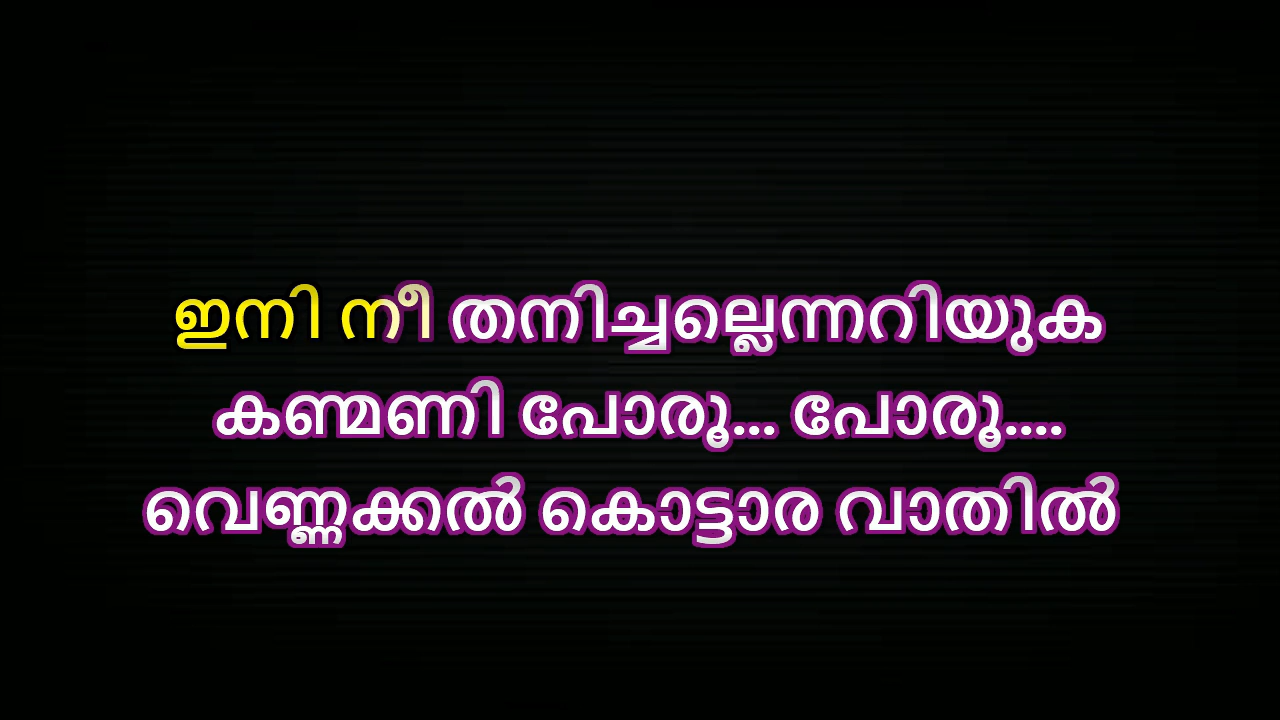 ഇനി നീ തനിച്ചല്ലെന്നറിയുക
കണ്മണി പോരൂ... പോരൂ....
വെണ്ണക്കൽ കൊട്ടാര വാതിൽ